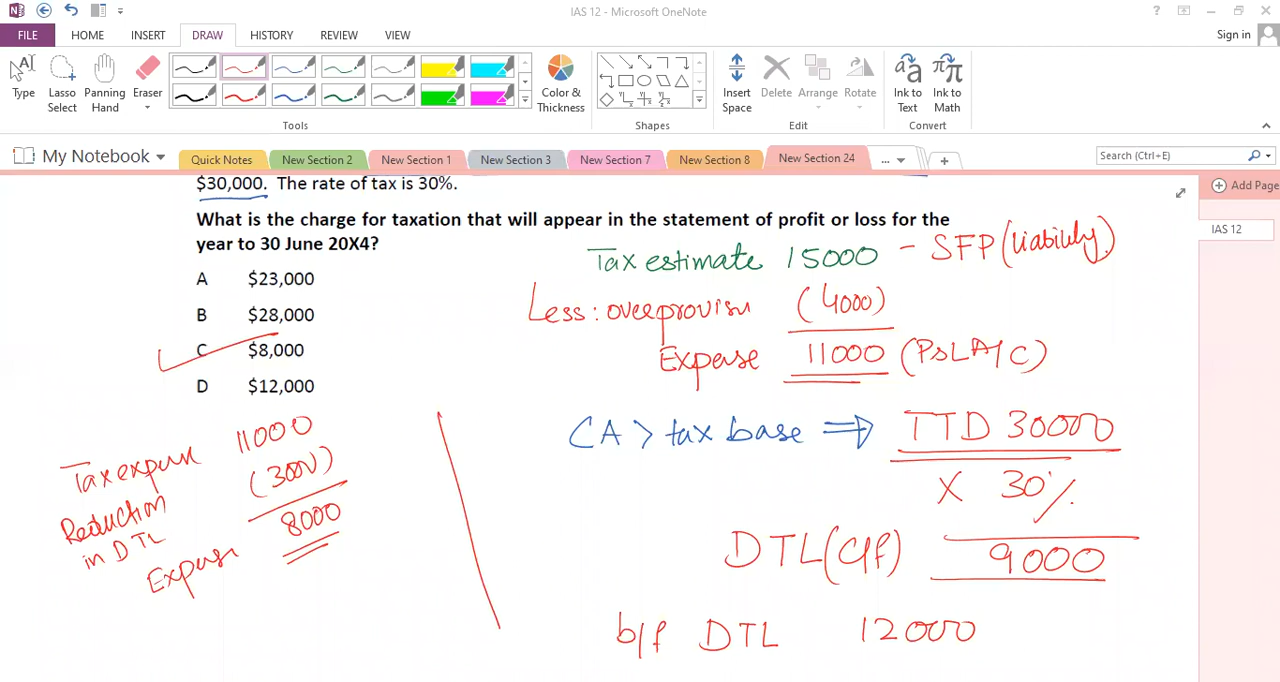 IAS 12 - Microsoft OneNote
Sign in
FILE HOME INSERT DRAW HISTORY REVIEW VIEW
Type
Lasso Select
Panning Hand
Eraser
Color & Thickness
Insert Space
Delete
Arrange
Rotate
Ink to Text
Ink to Math
Tools
Shapes
Edit
Convert
My Notebook
Quick Notes
New Section 2
New Section 1
New Section 3
New Section 7
New Section 8
New Section 24
...
Search (Ctrl+E)
Add Page
IAS 12
$30,000. The rate of tax is 30%.
What is the charge for taxation that will appear in the statement of profit or loss for the
year to 30 June 20X4?
A $23,000
B $28,000
C $8,000
D $12,000
Tax estimate 15000 - SFP (liability)
Less: overprovisn (4000)
Expense 11000 (P&L A/C)
CA > tax base ⇒ TTD 30000
X 30%
DTL (c/f) 9000
b/f DTL 12000
Tax expense 11000
Reduction in DTL (3000)
Expense 8000